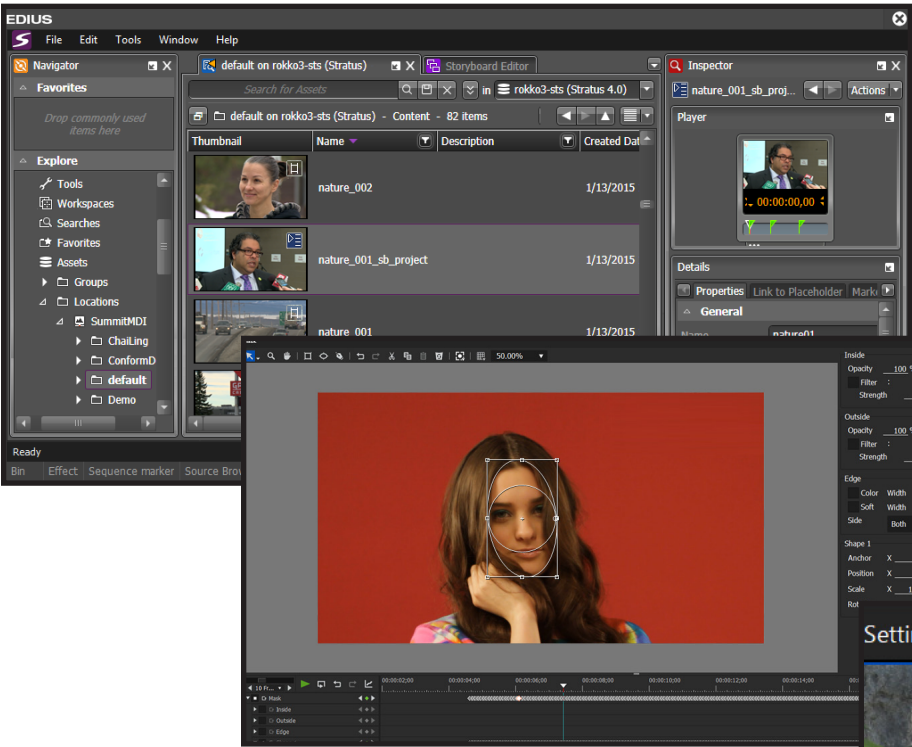 EDIUS
File Edit Tools Window Help
Navigator
Favorites
Drop commonly used
items here
Explore
Tools
Workspaces
Searches
Favorites
Assets
Groups
Locations
SummitMDI
ChaiLing
ConformD
default
Demo
Ready
Bin Effect Sequence marker Source Brow
default on rokko3-sts (Stratus) Storyboard Editor
Search for Assets in rokko3-sts (Stratus 4.0)
default on rokko3-sts (Stratus) - Content - 82 items
Thumbnail Name Description Created Dat
nature_002 1/13/2015
nature_001_sb_project 1/13/2015
nature_001 1/13/2015
Inspector
nature_001_sb_proj... Actions
Player
00:00:00,00
Details
Properties Link to Placeholder Marke
General
Name nature01
50.00%
Inside
Opacity 100 %
Filter :
Strength
Outside
Opacity 100 %
Filter :
Strength
Edge
Color Width
Soft Width
Side Both
Shape 1
Anchor X
Position X
Scale X 1
Rot
Settin
10 Fr...
00:00:02;00 00:00:04;00 00:00:06;00 00:00:08;00 00:00:10;00 00:00:12;00 00:00:14;00 00:
Mask
Inside
Outside
Edge